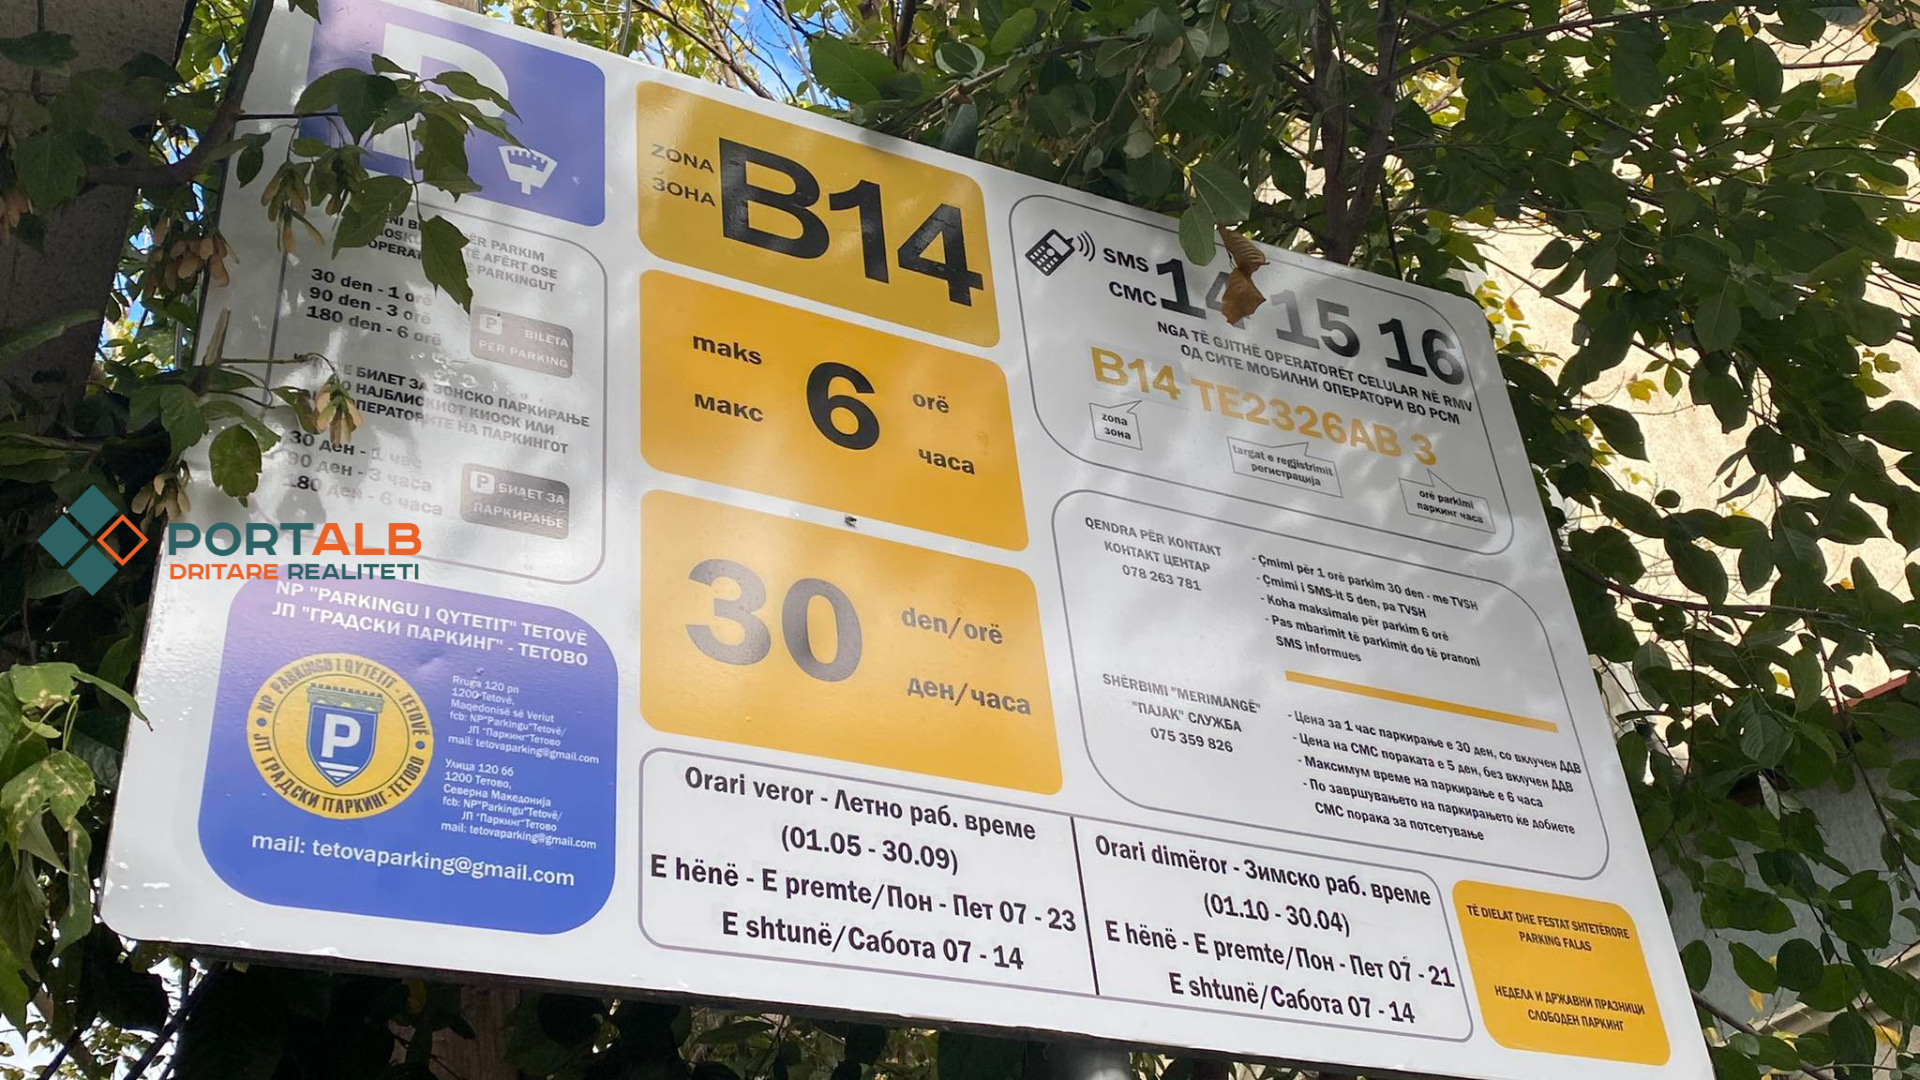 P
ZONA
ЗОНА
B14
ËR PARKIM
TË AFËRT OSE
PARKINGUT
30 den - 1 orë
90 den - 3 orë
180 den - 6 orë
P BILETA
PER PARKING
БИЛЕТ ЗА ЗОНСКО ПАРКИРАЊЕ
НАЈБЛИСКИОТ КИОСК ИЛИ
НА ПАРКИНГОТ
30 ден - 1 час
90 ден - 3 часа
180 ден - 6 часа
P БИЛЕТ ЗА
ПАРКИРАЊЕ
PORTALB
DRITARE REALITETI
NP "PARKINGU I QYTETIT" TETOVË
ЈП "ГРАДСКИ ПАРКИНГ" - ТЕТОВО
NP PARKINGU I QYTETIT - TETOVË
ЈП ГРАДСКИ ПАРКИНГ-ТЕТОВО
P
Rruga 120 pn
1200 Tetovë,
Maqedonisë së Veriut
fcb: NP"Parkingu"Tetovë/
ЈП "Паркинг"Тетово
mail: tetovaparking@gmail.com
Улица 120 бб
1200 Тетово,
Северна Македонија
fcb: NP"Parkingu"Tetovë/
ЈП "Паркинг"Тетово
mail: tetovaparking@gmail.com
mail: tetovaparking@gmail.com
maks 6 orë
макс часа
30 den/orë
ден/часа
SMS
СМС
14 15 16
NGA TË GJITHË OPERATORËT CELULAR NË RMV
ОД СИТЕ МОБИЛНИ ОПЕРАТОРИ ВО РСМ
B14 TE2326AB 3
zona
зона
targat e regjistrimit
регистрација
orë parkimi
паркинг часа
QENDRA PËR KONTAKT
КОНТАКТ ЦЕНТАР
078 263 781
SHËRBIMI "MERIMANGË"
"ПАЈАК" СЛУЖБА
075 359 826
- Çmimi për 1 orë parkim 30 den - me TVSH
- Çmimi i SMS-it 5 den, pa TVSH
- Koha maksimale për parkim 6 orë
- Pas mbarimit të parkimit do të pranoni
SMS informues
- Цена за 1 час паркирање е 30 ден, со вклучен ДДВ
- Цена на СМС пораката е 5 ден, без вклучен ДДВ
- Максимум време на паркирање е 6 часа
- По завршувањето на паркирањето ќе добиете
СМС порака за потсетување
Orari veror - Летно раб. време
(01.05 - 30.09)
E hënë - E premte/Пон - Пет 07 - 23
E shtunë/Сабота 07 - 14
Orari dimëror - Зимско раб. време
(01.10 - 30.04)
E hënë - E premte/Пон - Пет 07 - 21
E shtunë/Сабота 07 - 14
TË DIELAT DHE FESTAT SHTETËRORE
PARKING FALAS
НЕДЕЛА И ДРЖАВНИ ПРАЗНИЦИ
СЛОБОДЕН ПАРКИНГ